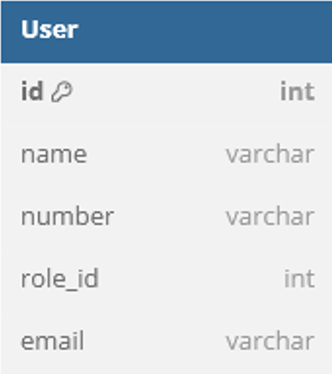 User
id int
name varchar
number varchar
role_id int
email varchar